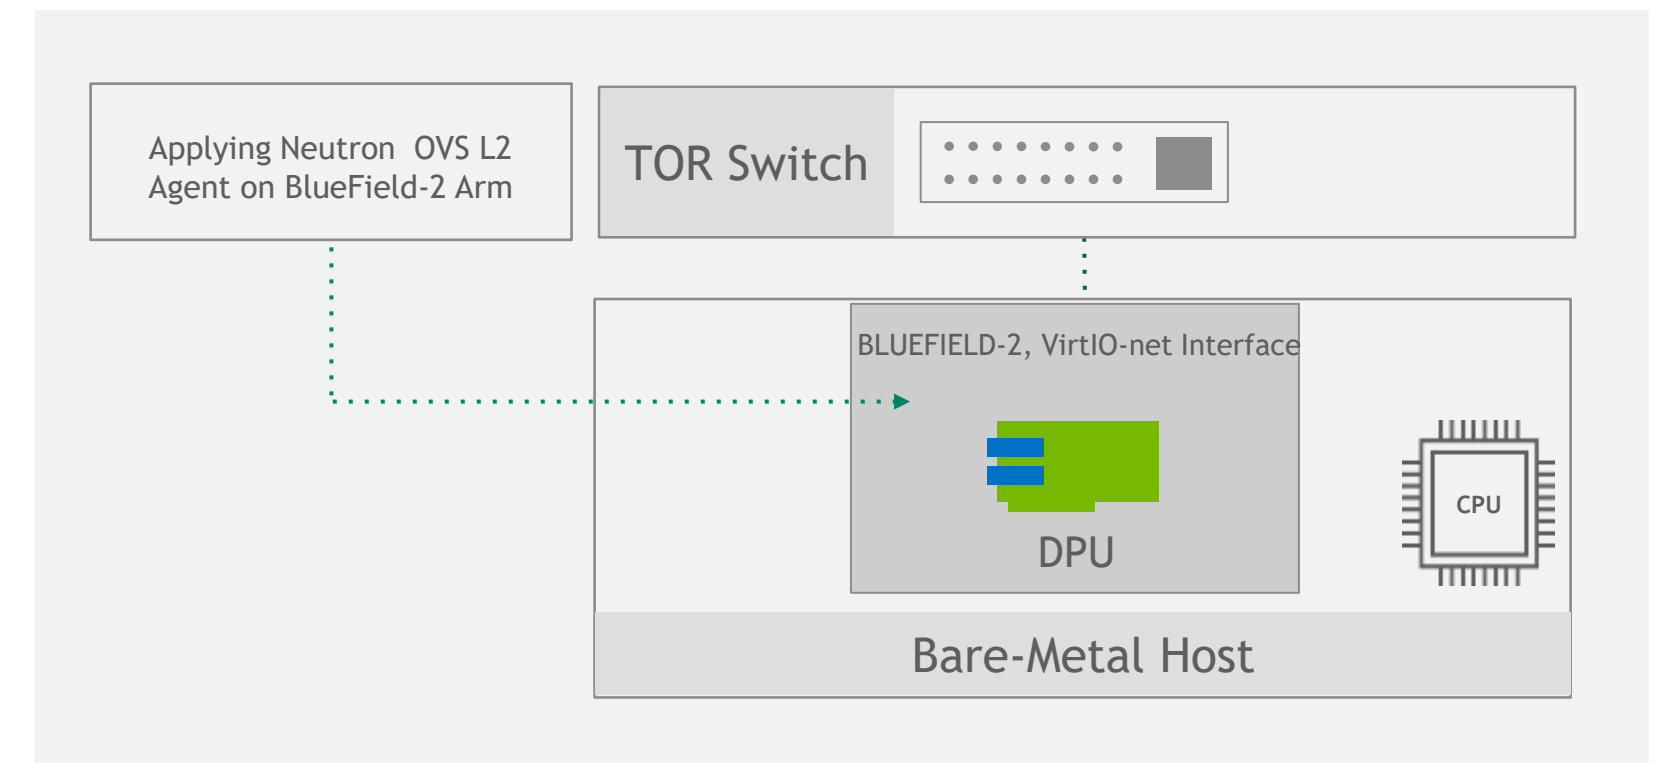 Applying Neutron OVS L2
Agent on BlueField-2 Arm
TOR Switch
BLUEFIELD-2, VirtIO-net Interface
CPU
DPU
Bare-Metal Host